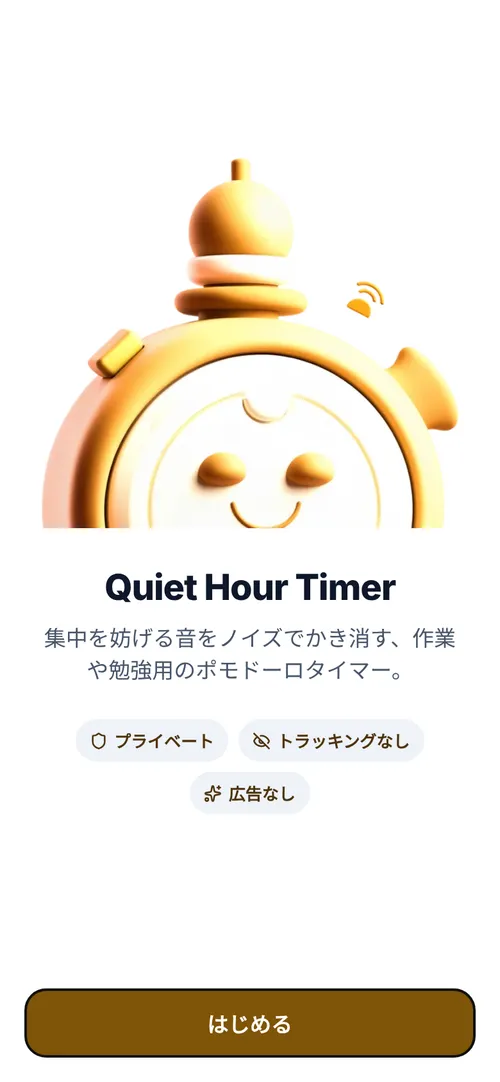 Quiet Hour Timer
集中を妨げる音をノイズでかき消す、作業
や勉強用のポモドーロタイマー。
プライベート
トラッキングなし
広告なし
はじめる